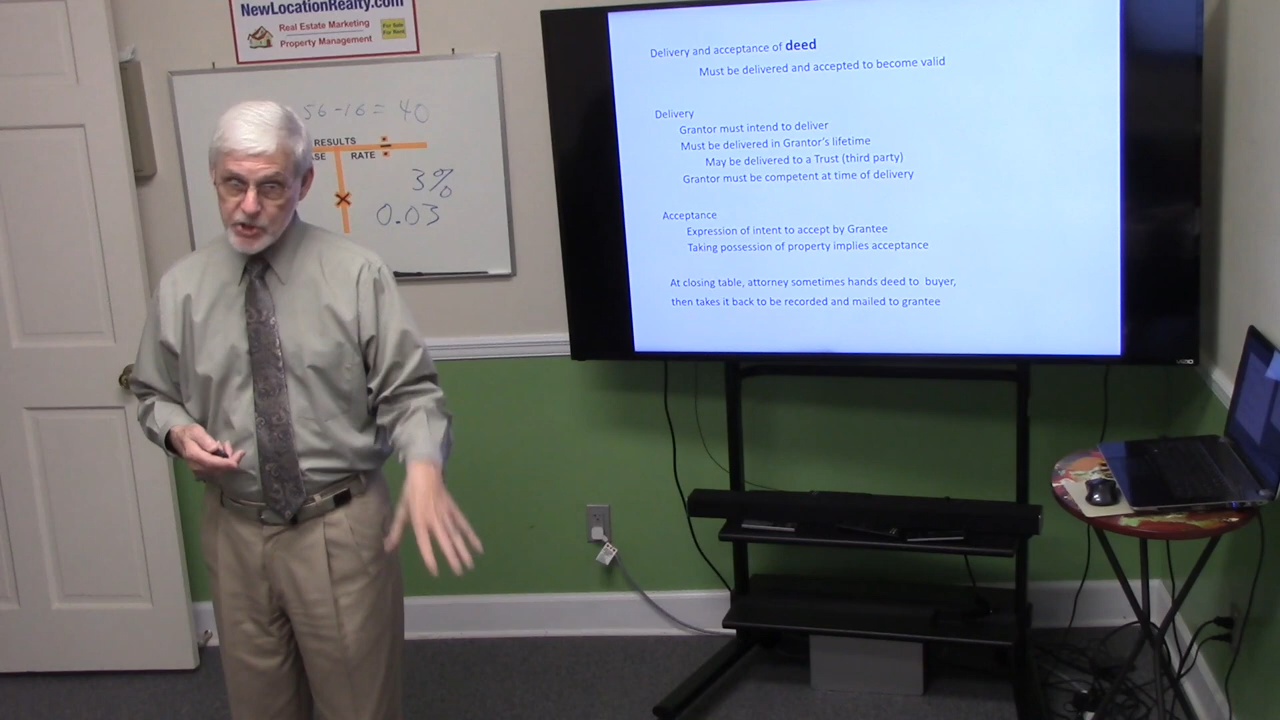 NewLocationRealty.com
Real Estate Marketing
Property Management
For Sale
For Rent
56-16=40
RESULTS
ASE RATE
3%
0.03
Delivery and acceptance of deed
Must be delivered and accepted to become valid
Delivery
Grantor must intend to deliver
Must be delivered in Grantor's lifetime
May be delivered to a Trust (third party)
Grantor must be competent at time of delivery
Acceptance
Expression of intent to accept by Grantee
Taking possession of property implies acceptance
At closing table, attorney sometimes hands deed to buyer,
then takes it back to be recorded and mailed to grantee
VIZIO